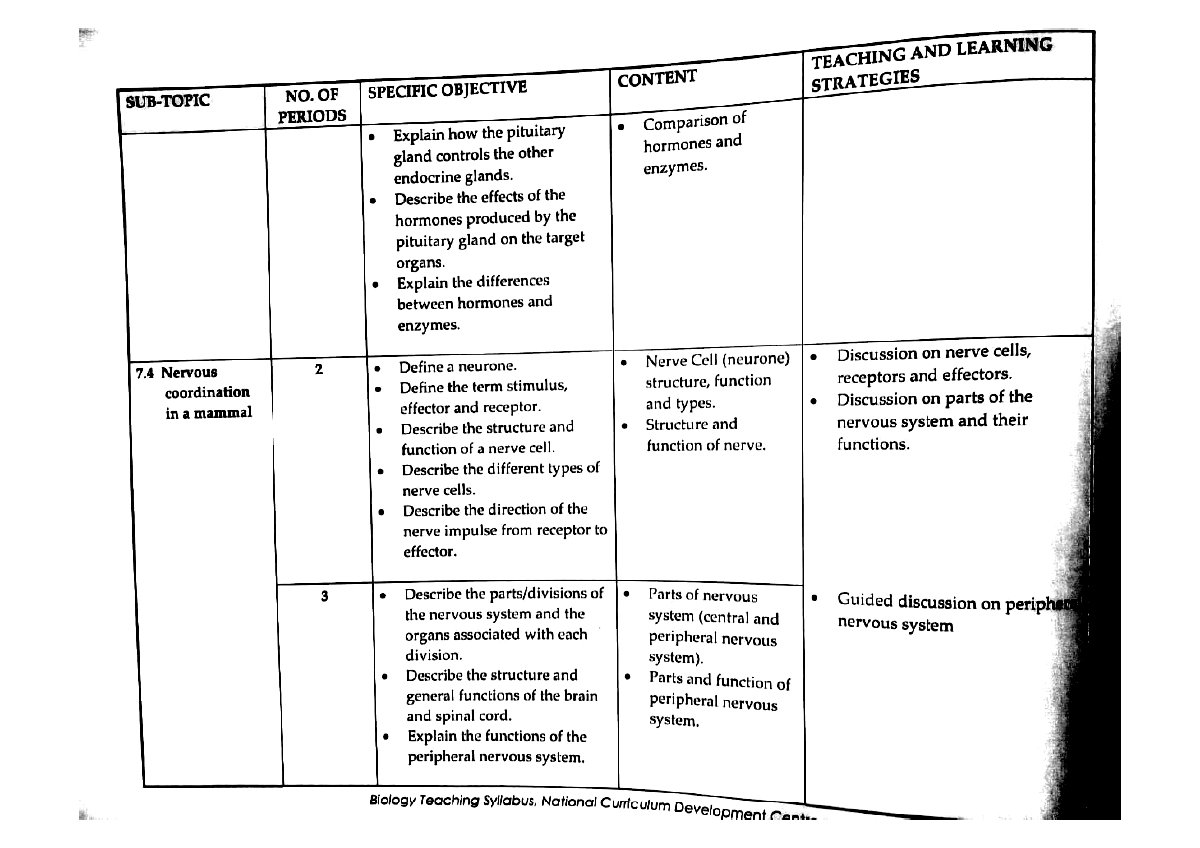 SUB-TOPIC
NO. OF
PERIODS
SPECIFIC OBJECTIVE
CONTENT
TEACHING AND LEARNING
STRATEGIES
• Explain how the pituitary
gland controls the other
endocrine glands.
• Describe the effects of the
hormones produced by the
pituitary gland on the target
organs.
• Explain the differences
between hormones and
enzymes.
• Comparison of
hormones and
enzymes.
7.4 Nervous
coordination
in a mammal
2
• Define a neurone.
• Define the term stimulus,
effector and receptor.
• Describe the structure and
function of a nerve cell.
• Describe the different types of
nerve cells.
• Describe the direction of the
nerve impulse from receptor to
effector.
• Nerve Cell (neurone)
structure, function
and types.
• Structure and
function of nerve.
• Discussion on nerve cells,
receptors and effectors.
• Discussion on parts of the
nervous system and their
functions.
3
• Describe the parts/divisions of
the nervous system and the
organs associated with each
division.
• Describe the structure and
general functions of the brain
and spinal cord.
• Explain the functions of the
peripheral nervous system.
• Parts of nervous
system (central and
peripheral nervous
system).
• Parts and function of
peripheral nervous
system.
• Guided discussion on
nervous system
Biology Teaching Syllabus, National Curriculum Development